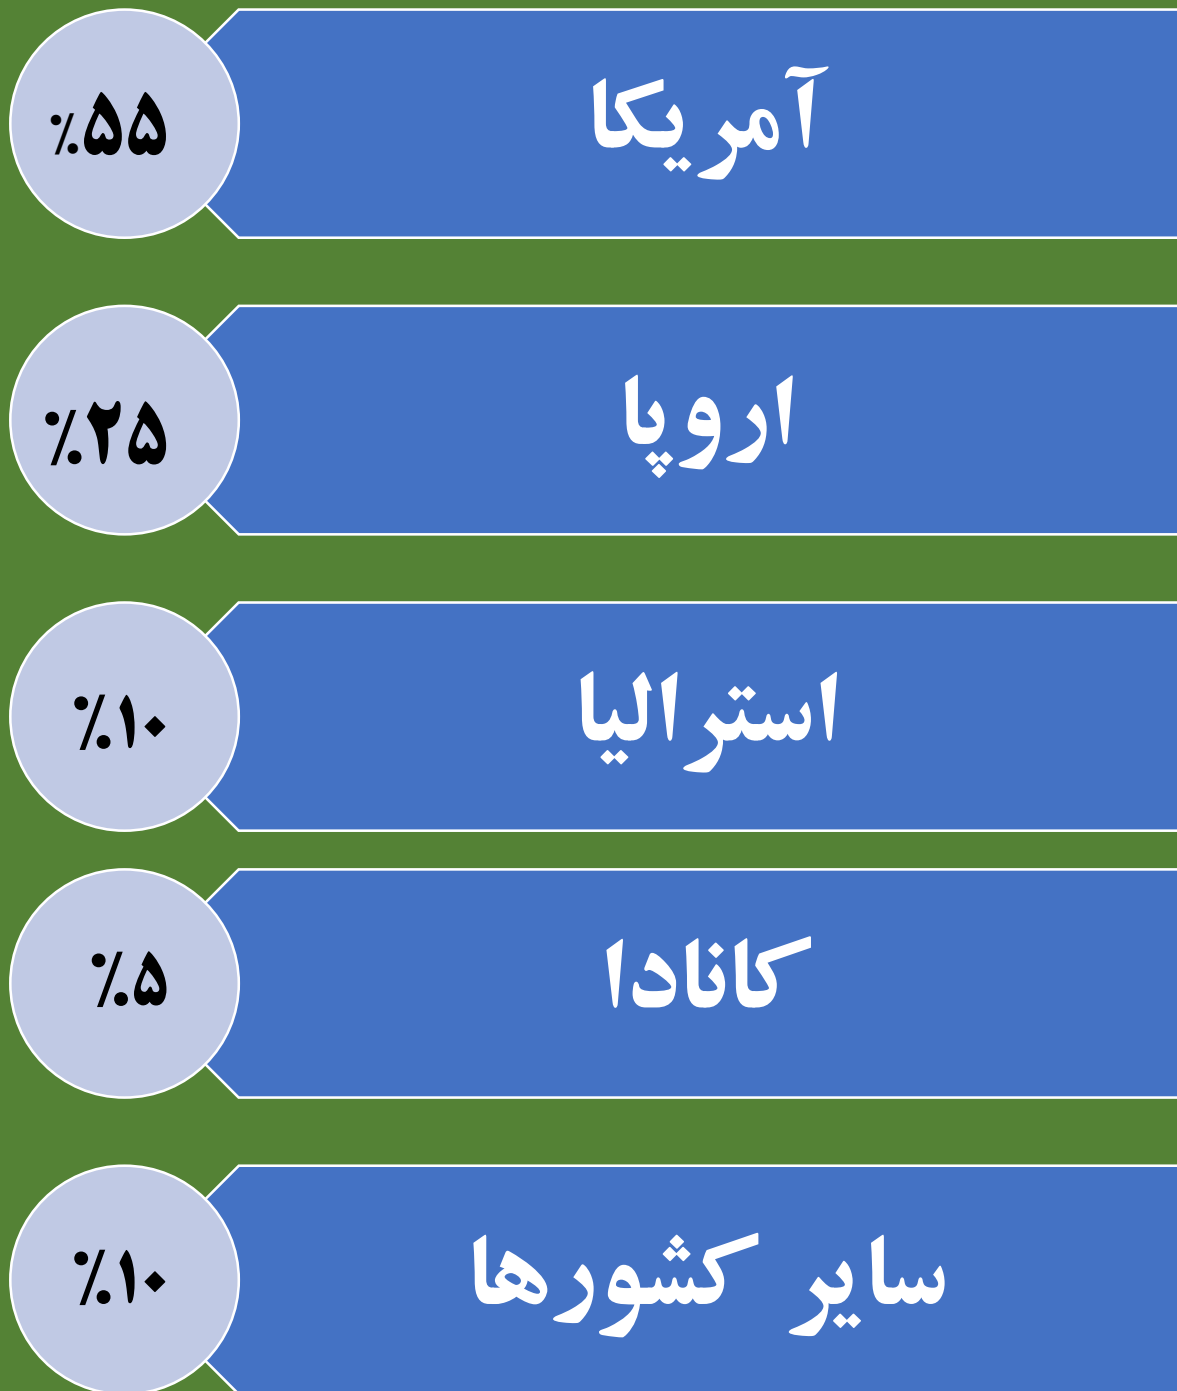 آمریکا
٪۵۵
اروپا
٪۲۵
استرالیا
٪۱۰
کانادا
٪۵
سایر کشورها
٪۱۰